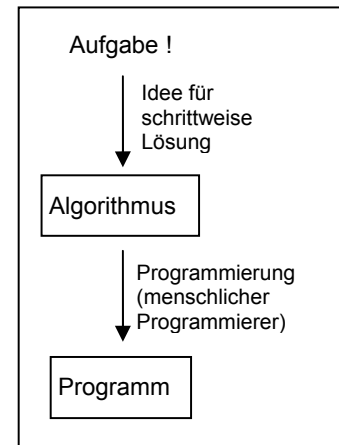 Aufgabe !
Idee für
schrittweise
Lösung
Algorithmus
Programmierung
(menschlicher
Programmierer)
Programm